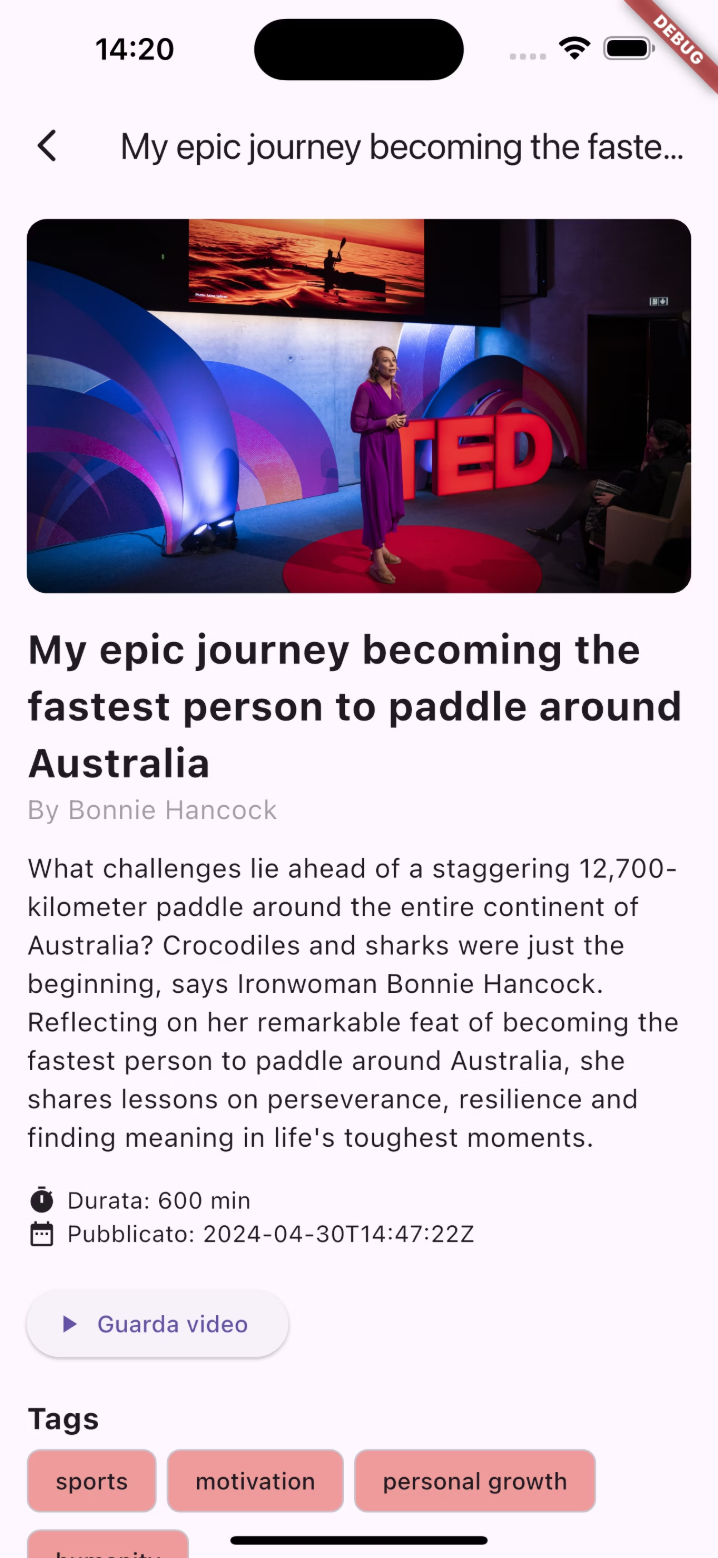 14:20
DEBUG
My epic journey becoming the faste...
TED
My epic journey becoming the
fastest person to paddle around
Australia
By Bonnie Hancock
What challenges lie ahead of a staggering 12,700-
kilometer paddle around the entire continent of
Australia? Crocodiles and sharks were just the
beginning, says Ironwoman Bonnie Hancock.
Reflecting on her remarkable feat of becoming the
fastest person to paddle around Australia, she
shares lessons on perseverance, resilience and
finding meaning in life's toughest moments.
Durata: 600 min
Pubblicato: 2024-04-30T14:47:22Z
Guarda video
Tags
sports motivation personal growth
humanity